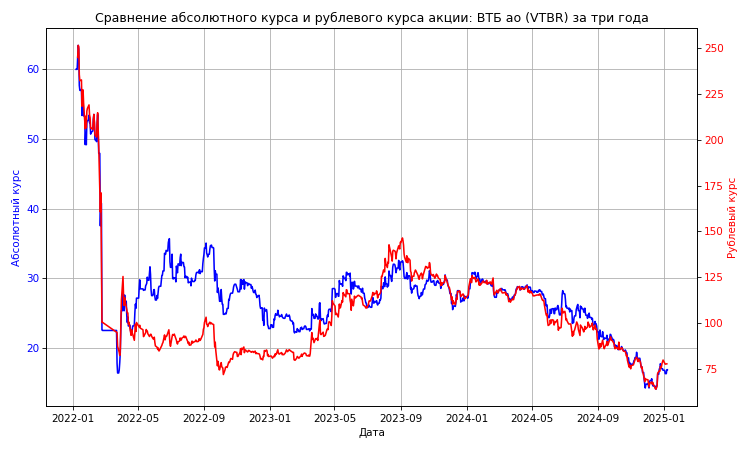 Сравнение абсолютного курса и рублевого курса акции: ВТБ ао (VTBR) за три года
Абсолютный курс
60
50
40
30
20
Рублевый курс
250
225
200
175
150
125
100
75
2022-01 2022-05 2022-09 2023-01 2023-05 2023-09 2024-01 2024-05 2024-09 2025-01
Дата